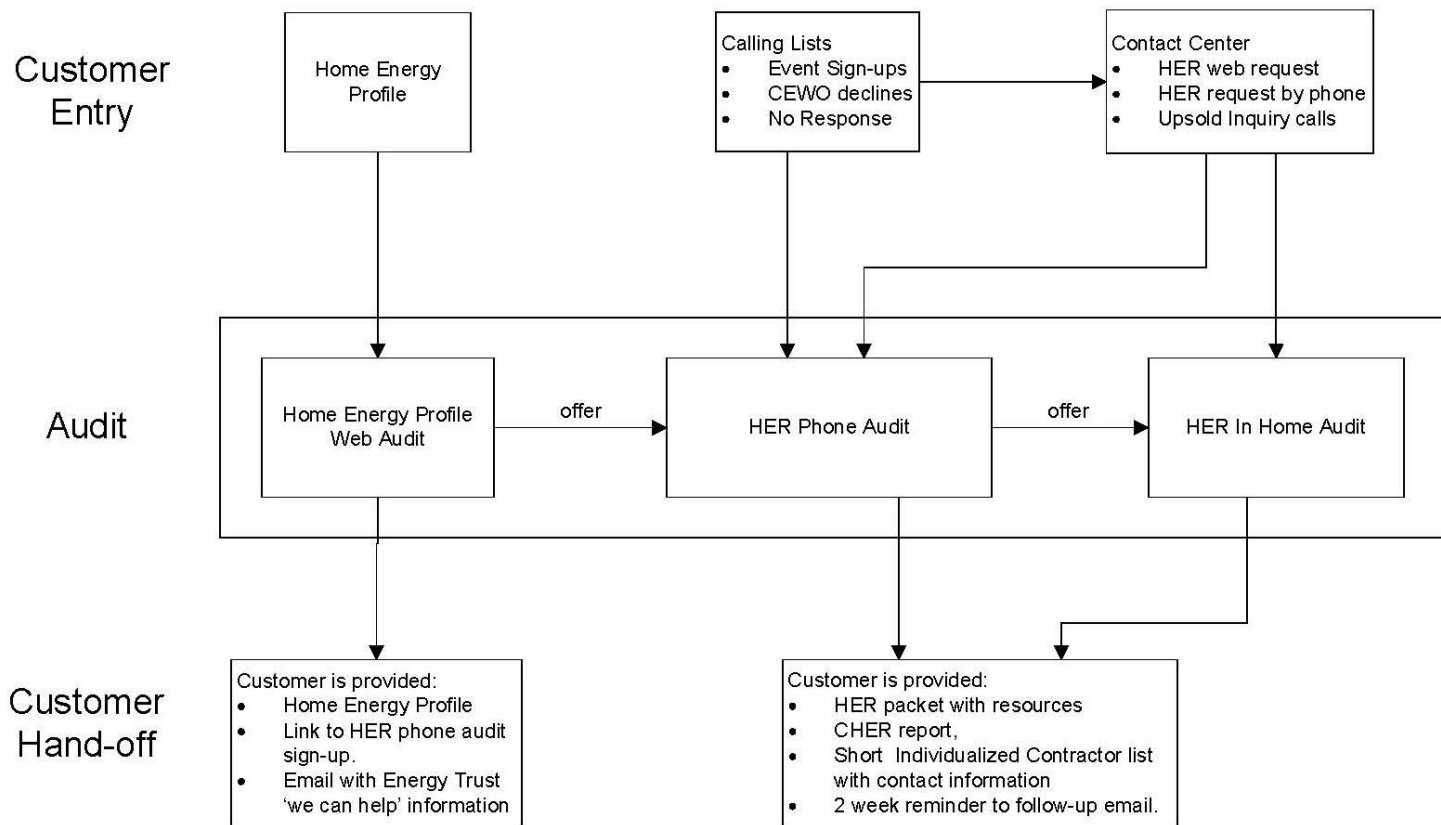 Customer
Entry
Home Energy
Profile
Calling Lists
• Event Sign-ups
• CEWO declines
• No Response
Contact Center
• HER web request
• HER request by phone
• Upsold Inquiry calls
Audit
Home Energy Profile
Web Audit
offer
HER Phone Audit
offer
HER In Home Audit
Customer
Hand-off
Customer is provided:
• Home Energy Profile
• Link to HER phone audit
sign-up.
• Email with Energy Trust
‘we can help’ information
Customer is provided:
• HER packet with resources
• CHER report,
• Short Individualized Contractor list
with contact information
• 2 week reminder to follow-up email.